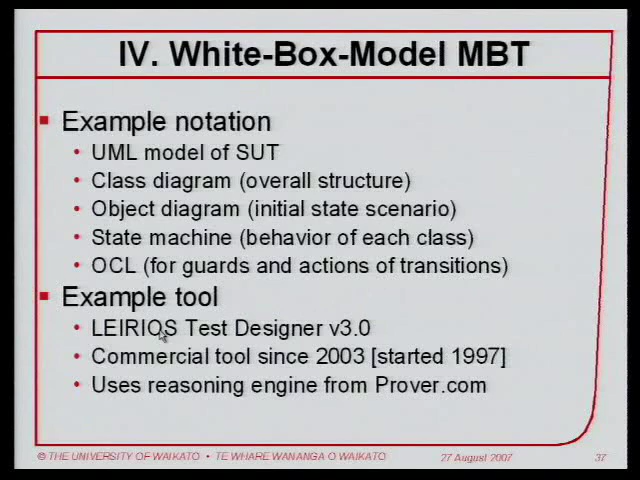 IV. White-Box-Model MBT
Example notation
UML model of SUT
Class diagram (overall structure)
Object diagram (initial state scenario)
State machine (behavior of each class)
OCL (for guards and actions of transitions)
Example tool
LEIRIOS Test Designer v3.0
Commercial tool since 2003 [started 1997]
Uses reasoning engine from Prover.com
© THE UNIVERSITY OF WAIKATO • TE WHARE WANANGA O WAIKATO 27 August 2007 37